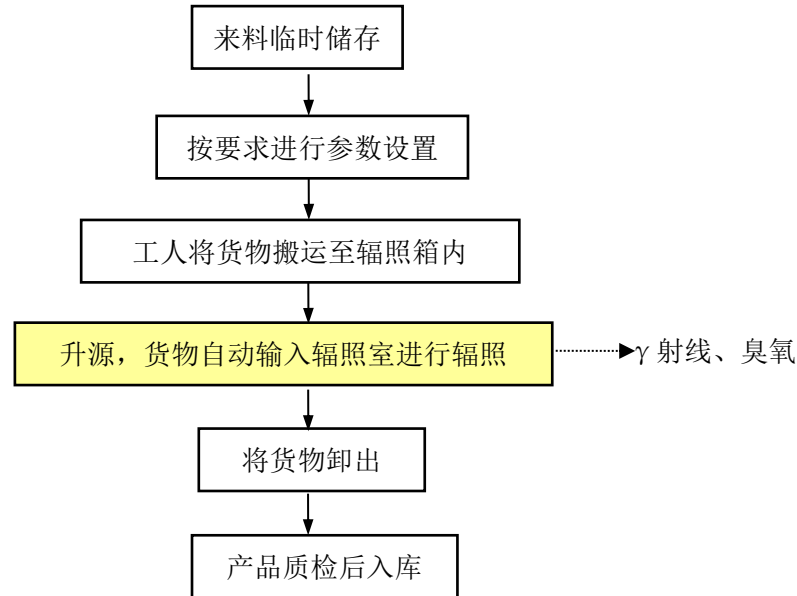 来料临时储存
按要求进行参数设置
工人将货物搬运至辐照箱内
升源，货物自动输入辐照室进行辐照
γ 射线、臭氧
将货物卸出
产品质检后入库